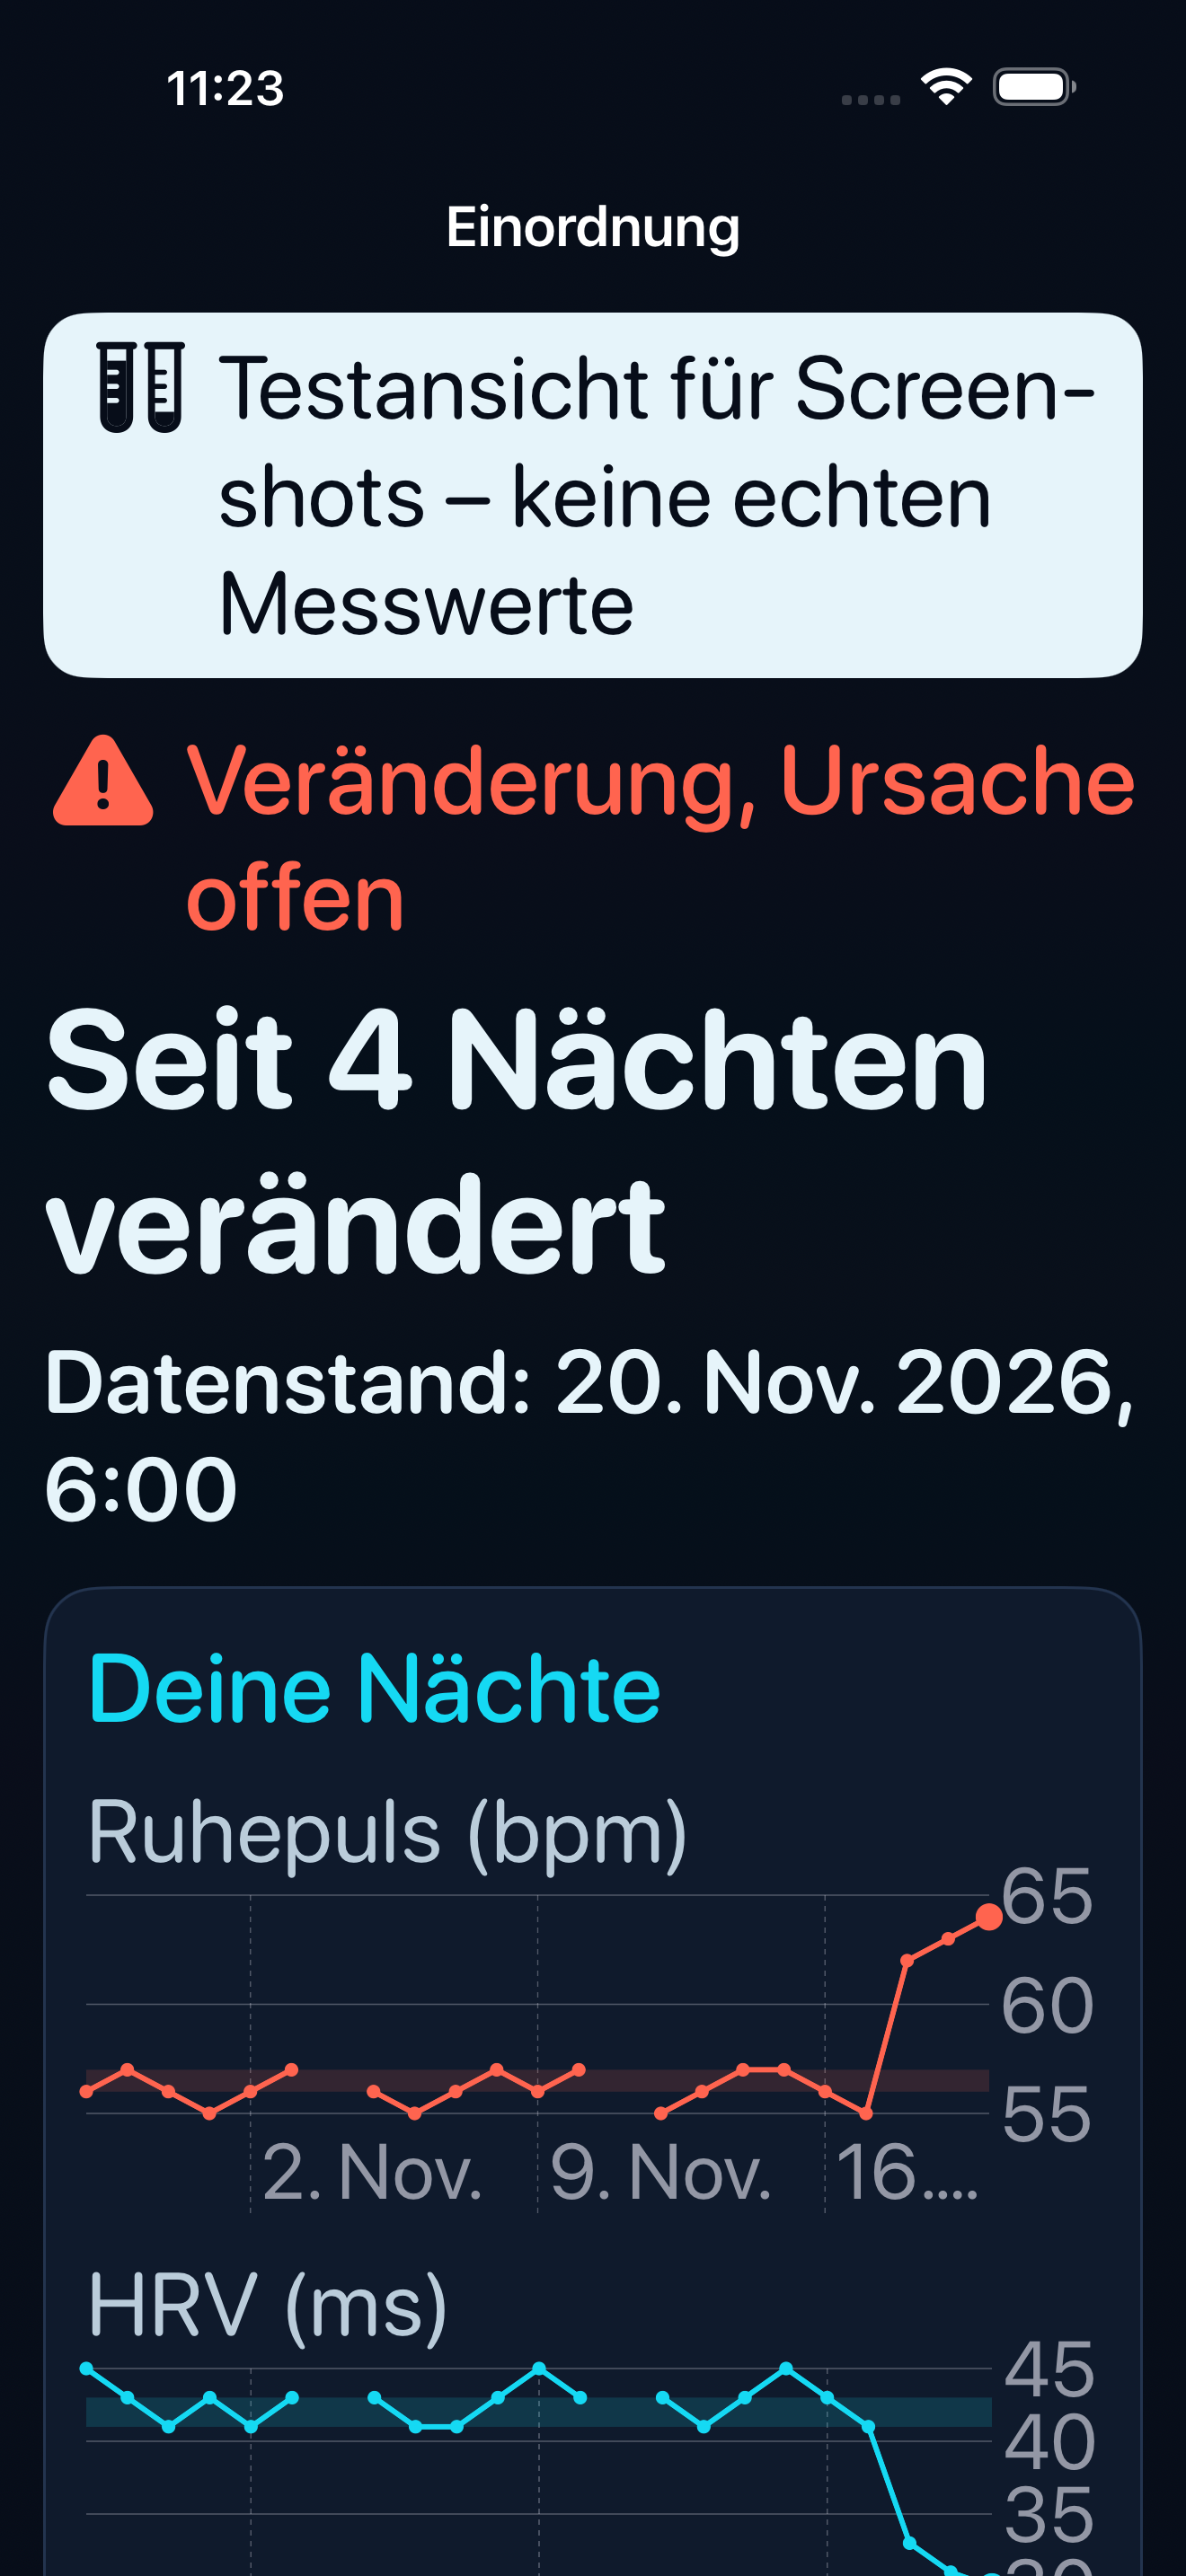 11:23
Einordnung
Testansicht für Screen-
shots – keine echten
Messwerte
Veränderung, Ursache
offen
Seit 4 Nächten
verändert
Datenstand: 20. Nov. 2026,
6:00
Deine Nächte
Ruhepuls (bpm)
65
60
55
2. Nov. 9. Nov. 16....
HRV (ms)
45
40
35